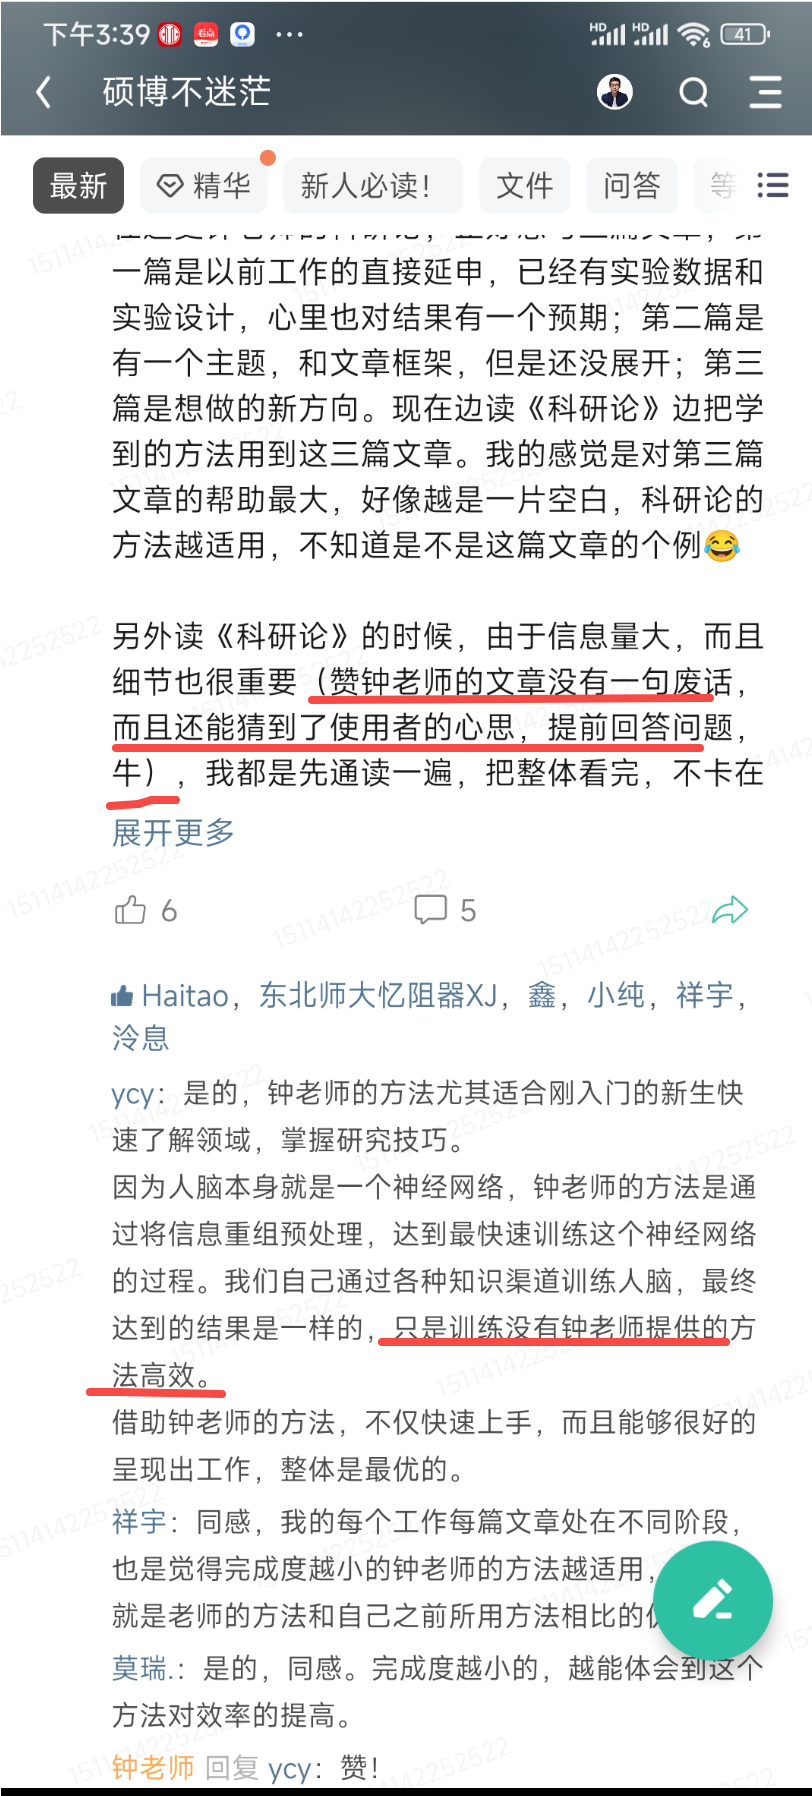 下午3:39
41
硕博不迷茫
最新
精华
新人必读！
文件
问答
等
一篇是以前工作的直接延申，已经有实验数据和
实验设计，心里也对结果有一个预期；第二篇是
有一个主题，和文章框架，但是还没展开；第三
篇是想做的新方向。现在边读《科研论》边把学
到的方法用到这三篇文章。我的感觉是对第三篇
文章的帮助最大，好像越是一片空白，科研论的
方法越适用，不知道是不是这篇文章的个例😂
另外读《科研论》的时候，由于信息量大，而且
细节也很重要（赞钟老师的文章没有一句废话，
而且还能猜到了使用者的心思，提前回答问题，
牛），我都是先通读一遍，把整体看完，不卡在
展开更多
6
5
Haitao，东北师大忆阻器XJ，鑫，小纯，祥宇，
泠息
ycy：是的，钟老师的方法尤其适合刚入门的新生快
速了解领域，掌握研究技巧。
因为人脑本身就是一个神经网络，钟老师的方法是通
过将信息重组预处理，达到最快速训练这个神经网络
的过程。我们自己通过各种知识渠道训练人脑，最终
达到的结果是一样的，只是训练没有钟老师提供的方
法高效。
借助钟老师的方法，不仅快速上手，而且能够很好的
呈现出工作，整体是最优的。
祥宇：同感，我的每个工作每篇文章处在不同阶段，
也是觉得完成度越小的钟老师的方法越适用，
就是老师的方法和自己之前所用方法相比的
莫瑞.：是的，同感。完成度越小的，越能体会到这个
方法对效率的提高。
钟老师 回复 ycy：赞！
15114142252522